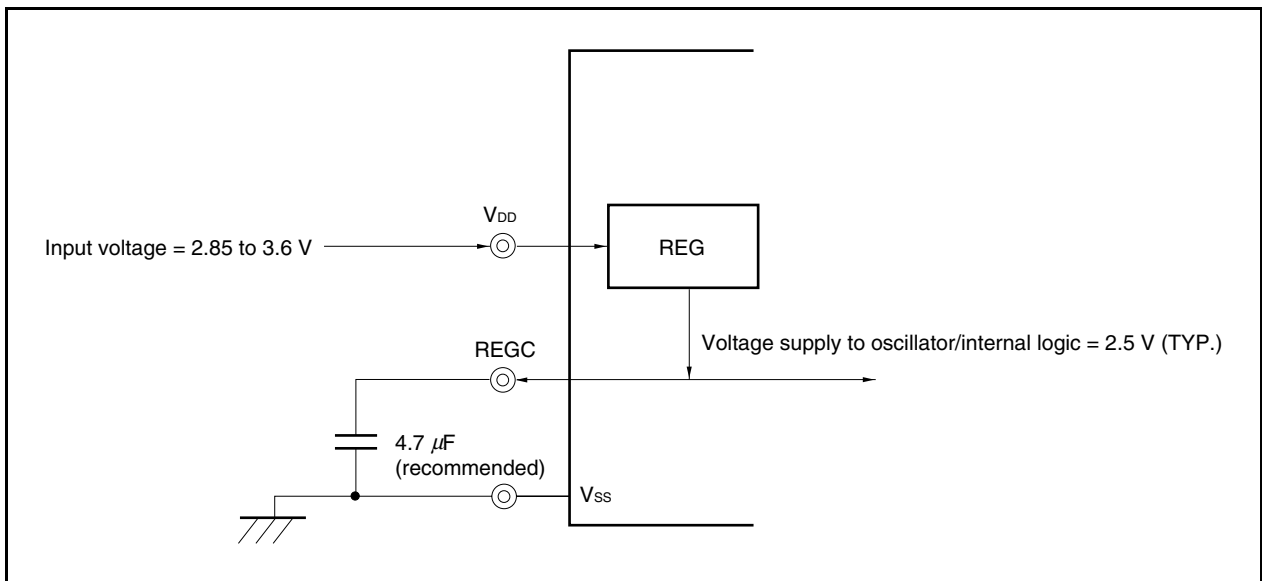 VDD
Input voltage = 2.85 to 3.6 V
REG
Voltage supply to oscillator/internal logic = 2.5 V (TYP.)
REGC
4.7 μF
(recommended)
VSS